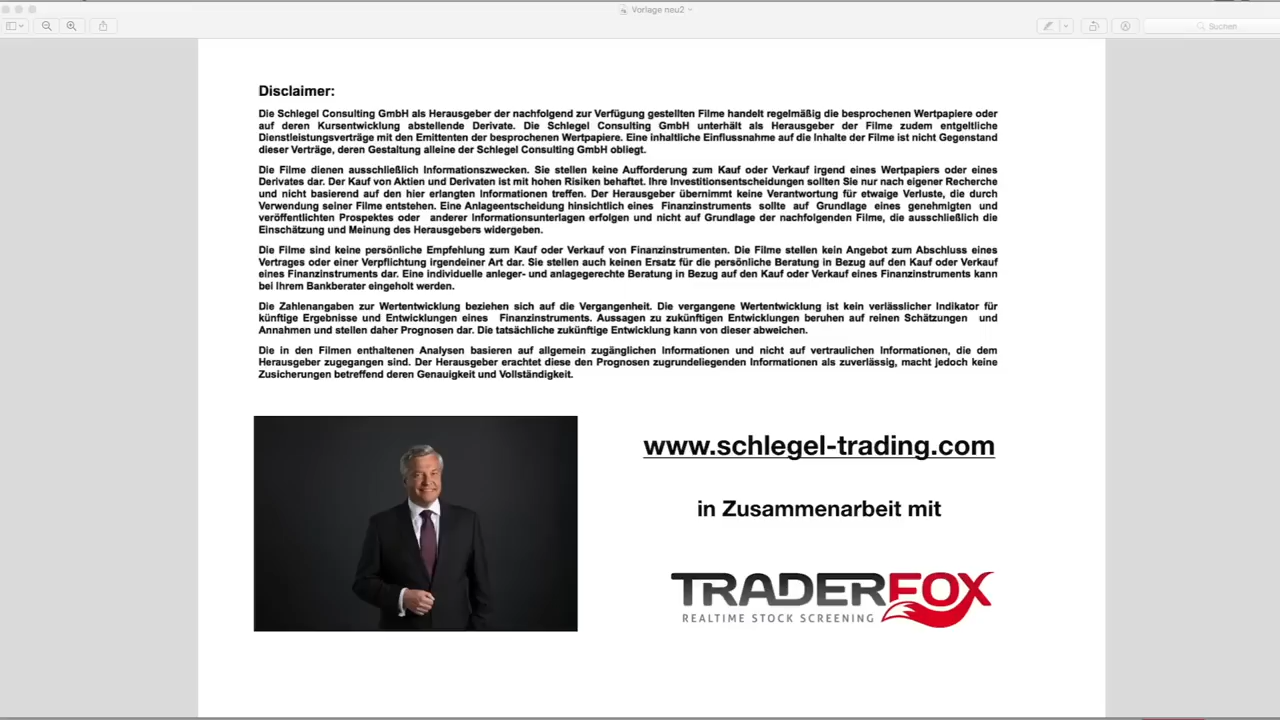 Vorlage neu2
Suchen
Disclaimer:
Die Schlegel Consulting GmbH als Herausgeber der nachfolgend zur Verfügung gestellten Filme handelt regelmäßig die besprochenen Wertpapiere oder
auf deren Kursentwicklung abstellende Derivate. Die Schlegel Consulting GmbH unterhält als Herausgeber der Filme zudem entgeltliche
Dienstleistungsverträge mit den Emittenten der besprochenen Wertpapiere. Eine inhaltliche Einflussnahme auf die Inhalte der Filme ist nicht Gegenstand
dieser Verträge, deren Gestaltung alleine der Schlegel Consulting GmbH obliegt.
Die Filme dienen ausschließlich Informationszwecken. Sie stellen keine Aufforderung zum Kauf oder Verkauf irgend eines Wertpapiers oder eines
Derivates dar. Der Kauf von Aktien und Derivaten ist mit hohen Risiken behaftet. Ihre Investitionsentscheidungen sollten Sie nur nach eigener Recherche
und nicht basierend auf den hier erlangten Informationen treffen. Der Herausgeber übernimmt keine Verantwortung für etwaige Verluste, die durch
Verwendung seiner Filme entstehen. Eine Anlageentscheidung hinsichtlich eines Finanzinstruments sollte auf Grundlage eines genehmigten und
veröffentlichten Prospektes oder anderer Informationsunterlagen erfolgen und nicht auf Grundlage der nachfolgenden Filme, die ausschließlich die
Einschätzung und Meinung des Herausgebers widergeben.
Die Filme sind keine persönliche Empfehlung zum Kauf oder Verkauf von Finanzinstrumenten. Die Filme stellen kein Angebot zum Abschluss eines
Vertrages oder einer Verpflichtung irgendeiner Art dar. Sie stellen auch keinen Ersatz für die persönliche Beratung in Bezug auf den Kauf oder Verkauf
eines Finanzinstruments dar. Eine individuelle anleger- und anlagegerechte Beratung in Bezug auf den Kauf oder Verkauf eines Finanzinstruments kann
bei Ihrem Bankberater eingeholt werden.
Die Zahlenangaben zur Wertentwicklung beziehen sich auf die Vergangenheit. Die vergangene Wertentwicklung ist kein verlässlicher Indikator für
künftige Ergebnisse und Entwicklungen eines Finanzinstruments. Aussagen zu zukünftigen Entwicklungen beruhen auf reinen Schätzungen und
Annahmen und stellen daher Prognosen dar. Die tatsächliche zukünftige Entwicklung kann von dieser abweichen.
Die in den Filmen enthaltenen Analysen basieren auf allgemein zugänglichen Informationen und nicht auf vertraulichen Informationen, die dem
Herausgeber zugegangen sind. Der Herausgeber erachtet diese den Prognosen zugrundeliegenden Informationen als zuverlässig, macht jedoch keine
Zusicherungen betreffend deren Genauigkeit und Vollständigkeit.
www.schlegel-trading.com
in Zusammenarbeit mit
TRADERFOX
REALTIME STOCK SCREENING